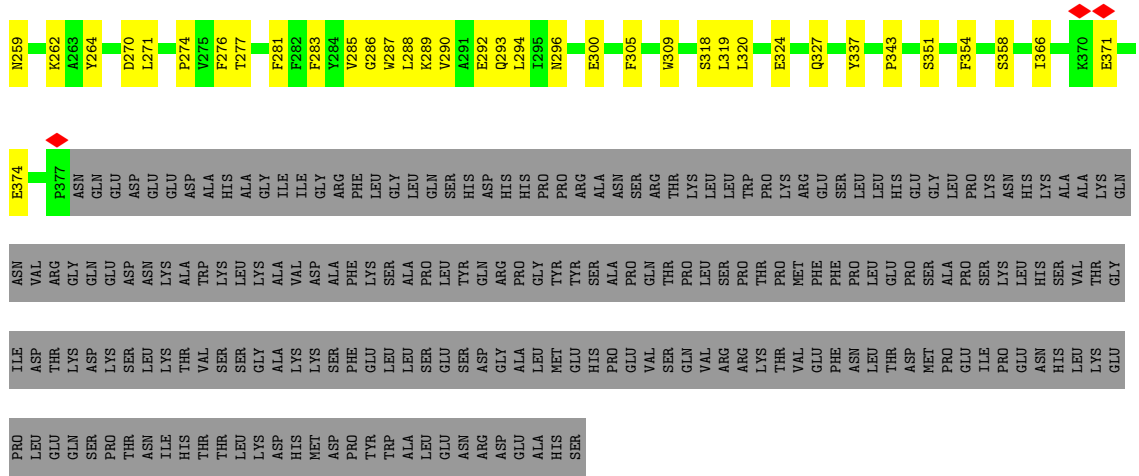 N259 K262 A263 Y264 D270 L271 P274 V275 F276 T277 F281 F282 F283 Y284 V285 G286 W287 L288 K289 V290 A291 E292 Q293 L294 I295 N296 E300 F305 W309 S318 L319 L320 E324 Q327 Y337 P343 S351 F354 S358 I366 K370 E371
E374 P377 ASN GLN GLU ASP GLU GLU ASP ALA HIS ALA GLY ILE ILE GLY ARG PHE LEU GLY LEU GLN SER HIS ASP HIS HIS PRO PRO ARG ALA ASN SER ARG THR LYS LEU LEU TRP PRO LYS ARG GLU SER LEU LEU HIS GLU GLY LEU PRO LYS ASN HIS LYS ALA ALA LYS GLN
ASN VAL ARG GLY GLN GLU ASP ASN LYS ALA TRP LYS LEU LYS ALA VAL ASP ALA PHE LYS SER ALA PRO LEU TYR GLN ARG PRO GLY TYR TYR SER ALA PRO GLN THR PRO LEU SER PRO THR PRO MET PHE PHE PRO LEU GLU PRO SER ALA PRO SER LYS LEU HIS SER VAL THR GLY
ILE ASP THR LYS ASP LYS SER LEU LYS THR VAL SER SER GLY ALA LYS LYS SER PHE GLU LEU LEU SER GLU SER ASP GLY ALA LEU MET GLU HIS PRO GLU VAL SER GLN VAL ARG ARG LYS THR VAL GLU PHE ASN LEU THR ASP MET PRO GLU ILE PRO GLU ASN HIS LEU LYS GLU
PRO LEU GLU GLN SER PRO THR ASN ILE HIS THR THR LEU LYS ASP HIS MET ASP PRO TYR TRP ALA LEU GLU ASN ARG ASP GLU ALA HIS SER